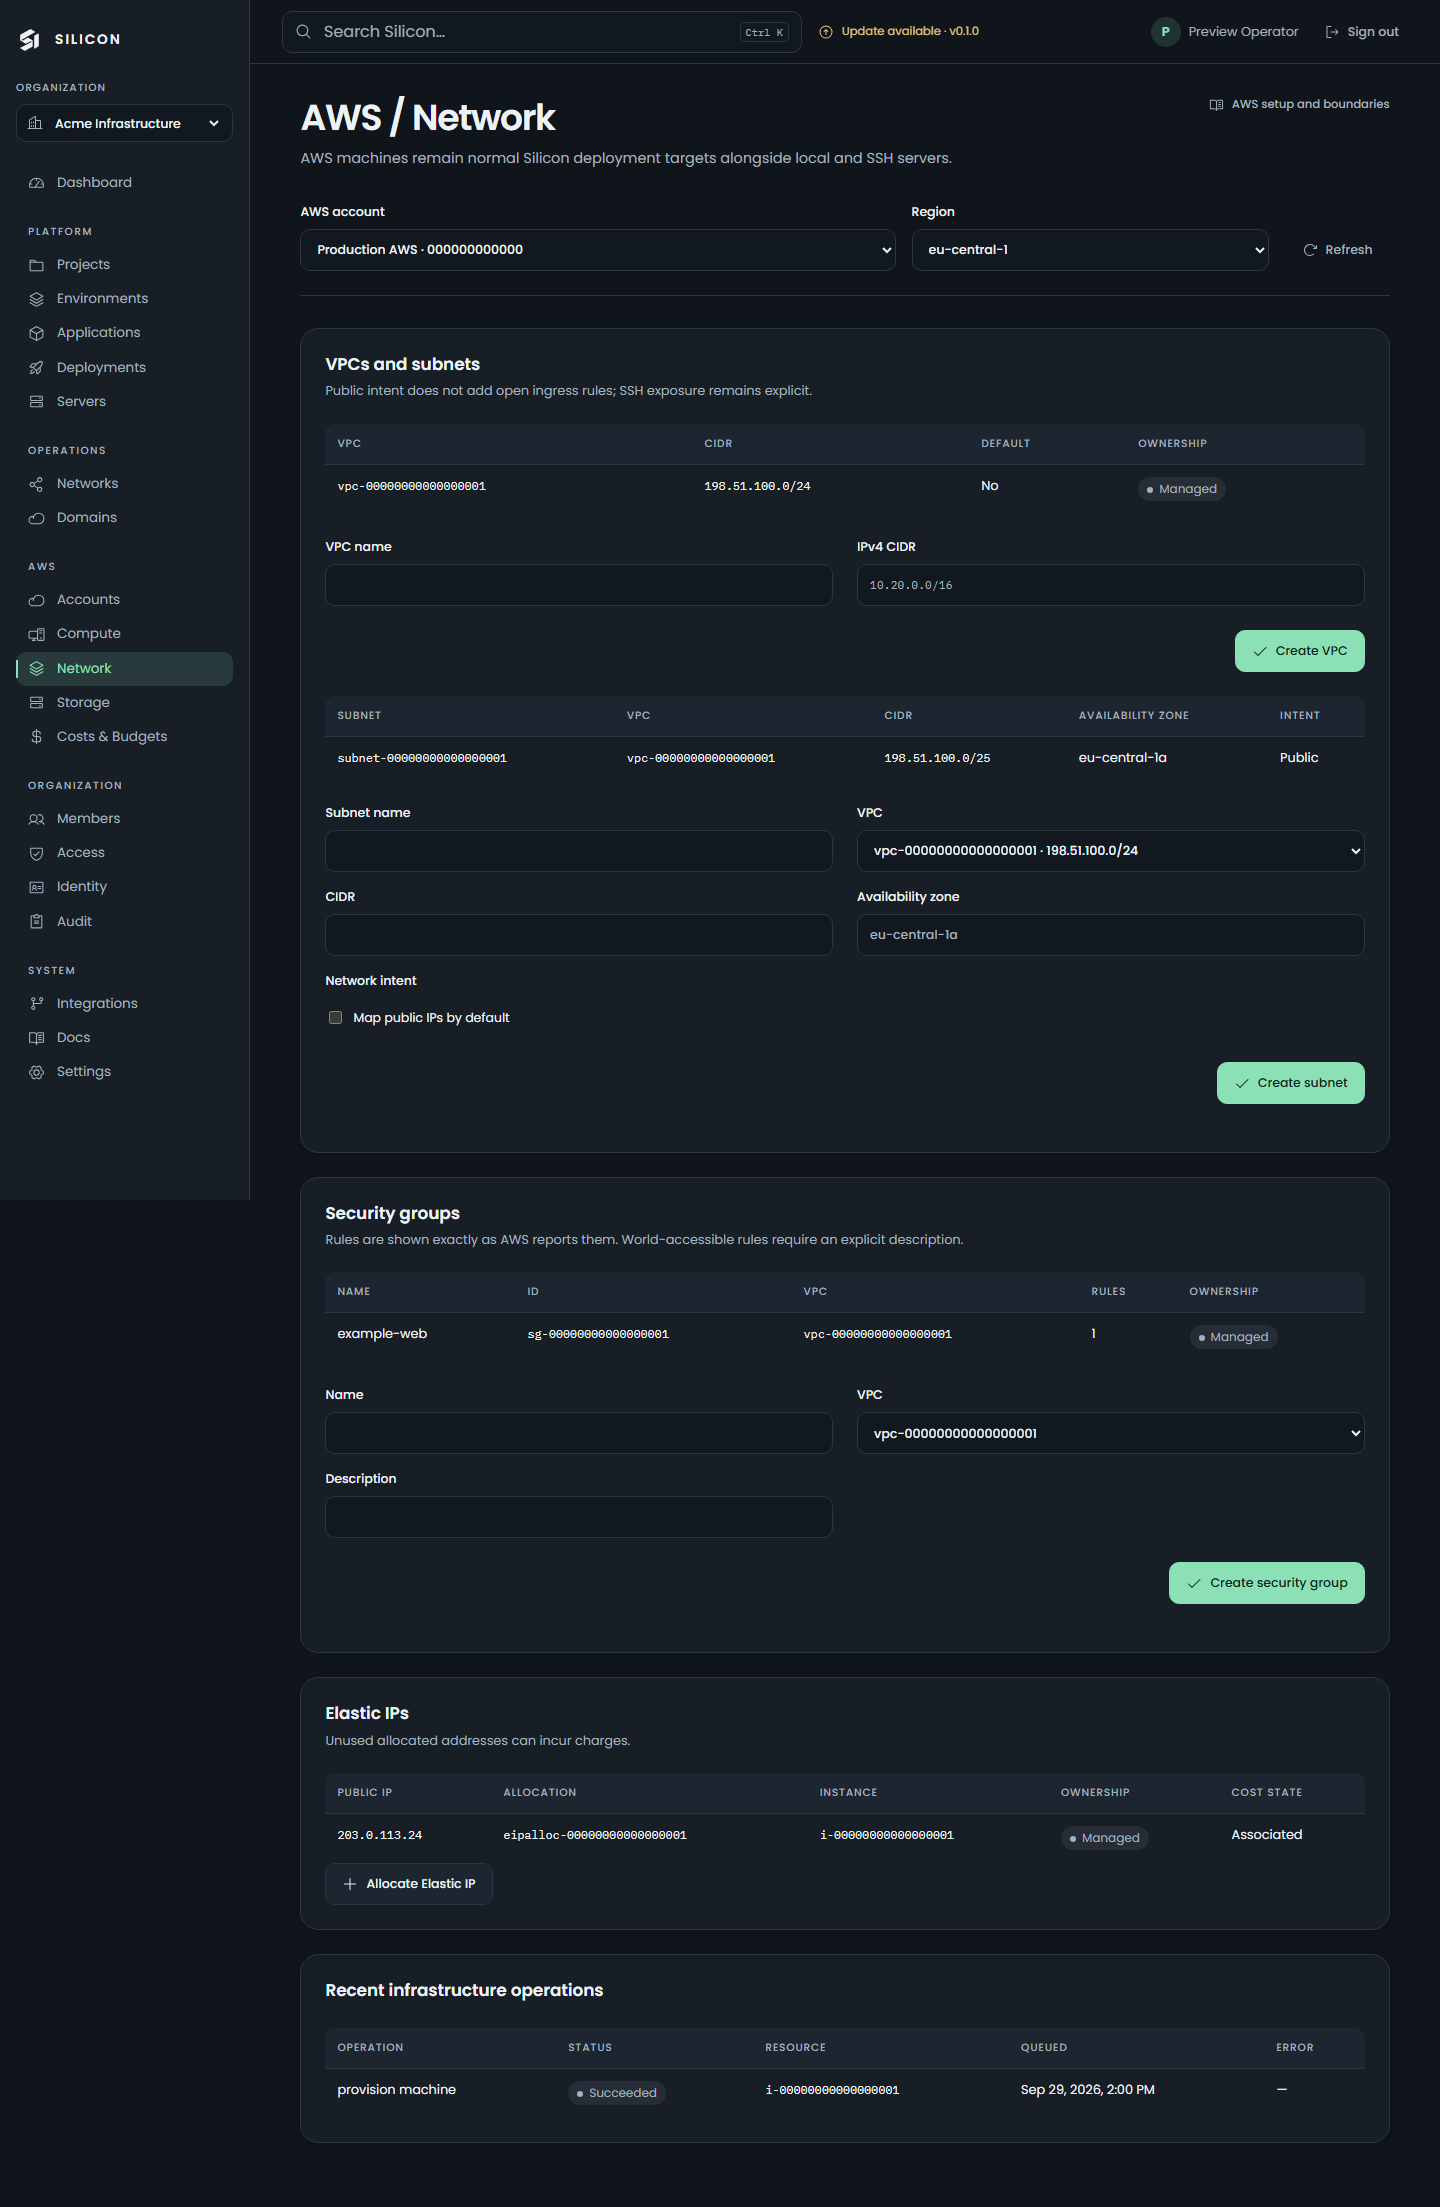 SILICON
Search Silicon...
Ctrl K
Update available · v0.1.0
P
Preview Operator
Sign out
ORGANIZATION
Acme Infrastructure
Dashboard
PLATFORM
Projects
Environments
Applications
Deployments
Servers
OPERATIONS
Networks
Domains
AWS
Accounts
Compute
Network
Storage
Costs & Budgets
ORGANIZATION
Members
Access
Identity
Audit
SYSTEM
Integrations
Docs
Settings
AWS / Network
AWS setup and boundaries
AWS machines remain normal Silicon deployment targets alongside local and SSH servers.
AWS account
Region
Production AWS · 000000000000
eu-central-1
Refresh
VPCs and subnets
Public intent does not add open ingress rules; SSH exposure remains explicit.
VPC CIDR DEFAULT OWNERSHIP
vpc-00000000000000001 198.51.100.0/24 No Managed
VPC name
IPv4 CIDR
10.20.0.0/16
Create VPC
SUBNET VPC CIDR AVAILABILITY ZONE INTENT
subnet-00000000000000001 vpc-00000000000000001 198.51.100.0/25 eu-central-1a Public
Subnet name
VPC
vpc-00000000000000001 · 198.51.100.0/24
CIDR
Availability zone
eu-central-1a
Network intent
Map public IPs by default
Create subnet
Security groups
Rules are shown exactly as AWS reports them. World-accessible rules require an explicit description.
NAME ID VPC RULES OWNERSHIP
example-web sg-00000000000000001 vpc-00000000000000001 1 Managed
Name
VPC
vpc-00000000000000001
Description
Create security group
Elastic IPs
Unused allocated addresses can incur charges.
PUBLIC IP ALLOCATION INSTANCE OWNERSHIP COST STATE
203.0.113.24 eipalloc-00000000000000001 i-00000000000000001 Managed Associated
Allocate Elastic IP
Recent infrastructure operations
OPERATION STATUS RESOURCE QUEUED ERROR
provision machine Succeeded i-00000000000000001 Sep 29, 2026, 2:00 PM —